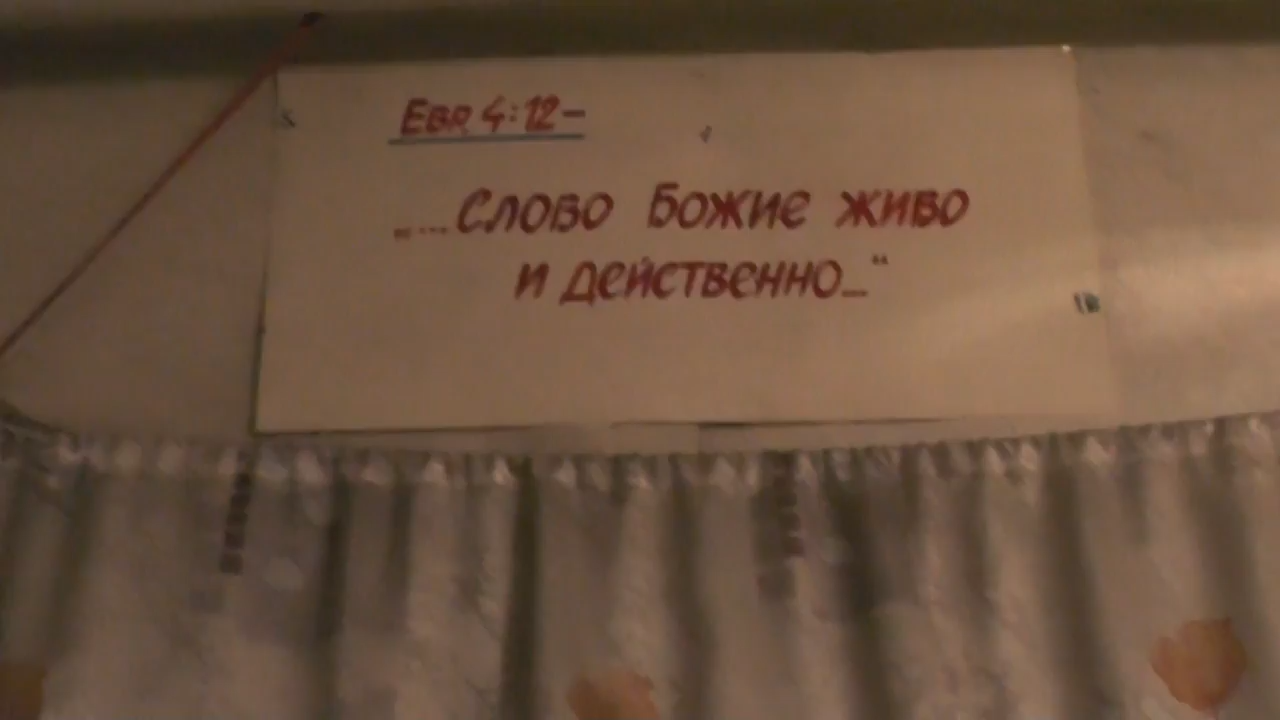 Евр 4:12–
„...Слово Божие живо
и действенно..."